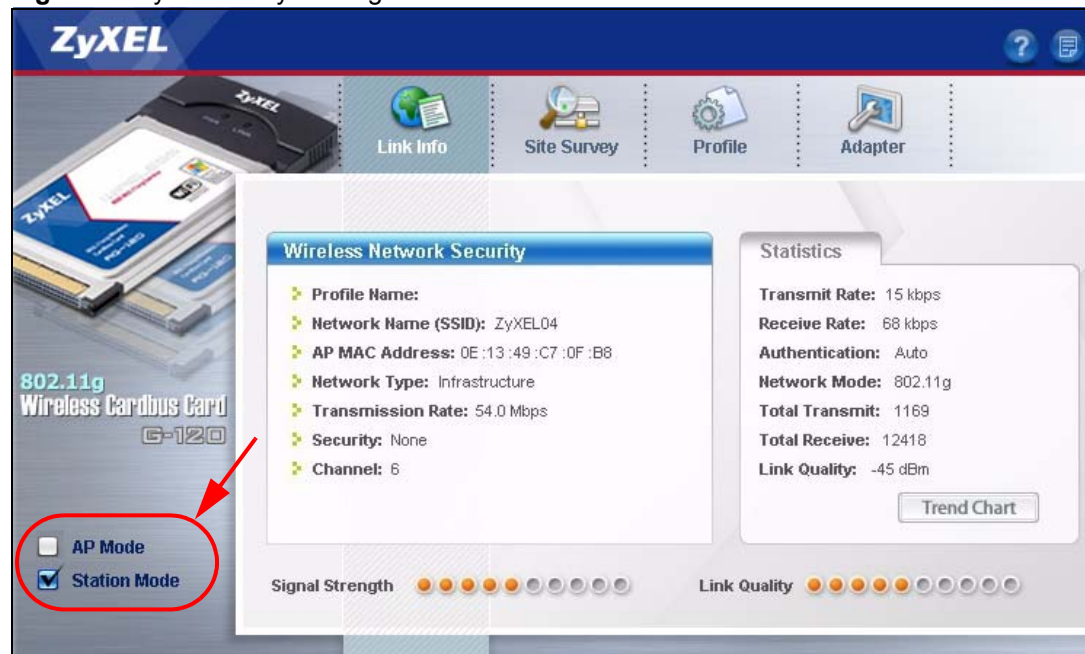 ZyXEL
?
Link Info
Site Survey
Profile
Adapter
ZyXEL
ZyXEL
802.11g
Wireless Cardbus Card
G-120
AP Mode
Station Mode
Wireless Network Security
Profile Name:
Network Name (SSID): ZyXEL04
AP MAC Address: 0E :13 :49 :C7 :0F :B8
Network Type: Infrastructure
Transmission Rate: 54.0 Mbps
Security: None
Channel: 6
Statistics
Transmit Rate: 15 kbps
Receive Rate: 68 kbps
Authentication: Auto
Network Mode: 802.11g
Total Transmit: 1169
Total Receive: 12418
Link Quality: -45 dBm
Trend Chart
Signal Strength
Link Quality